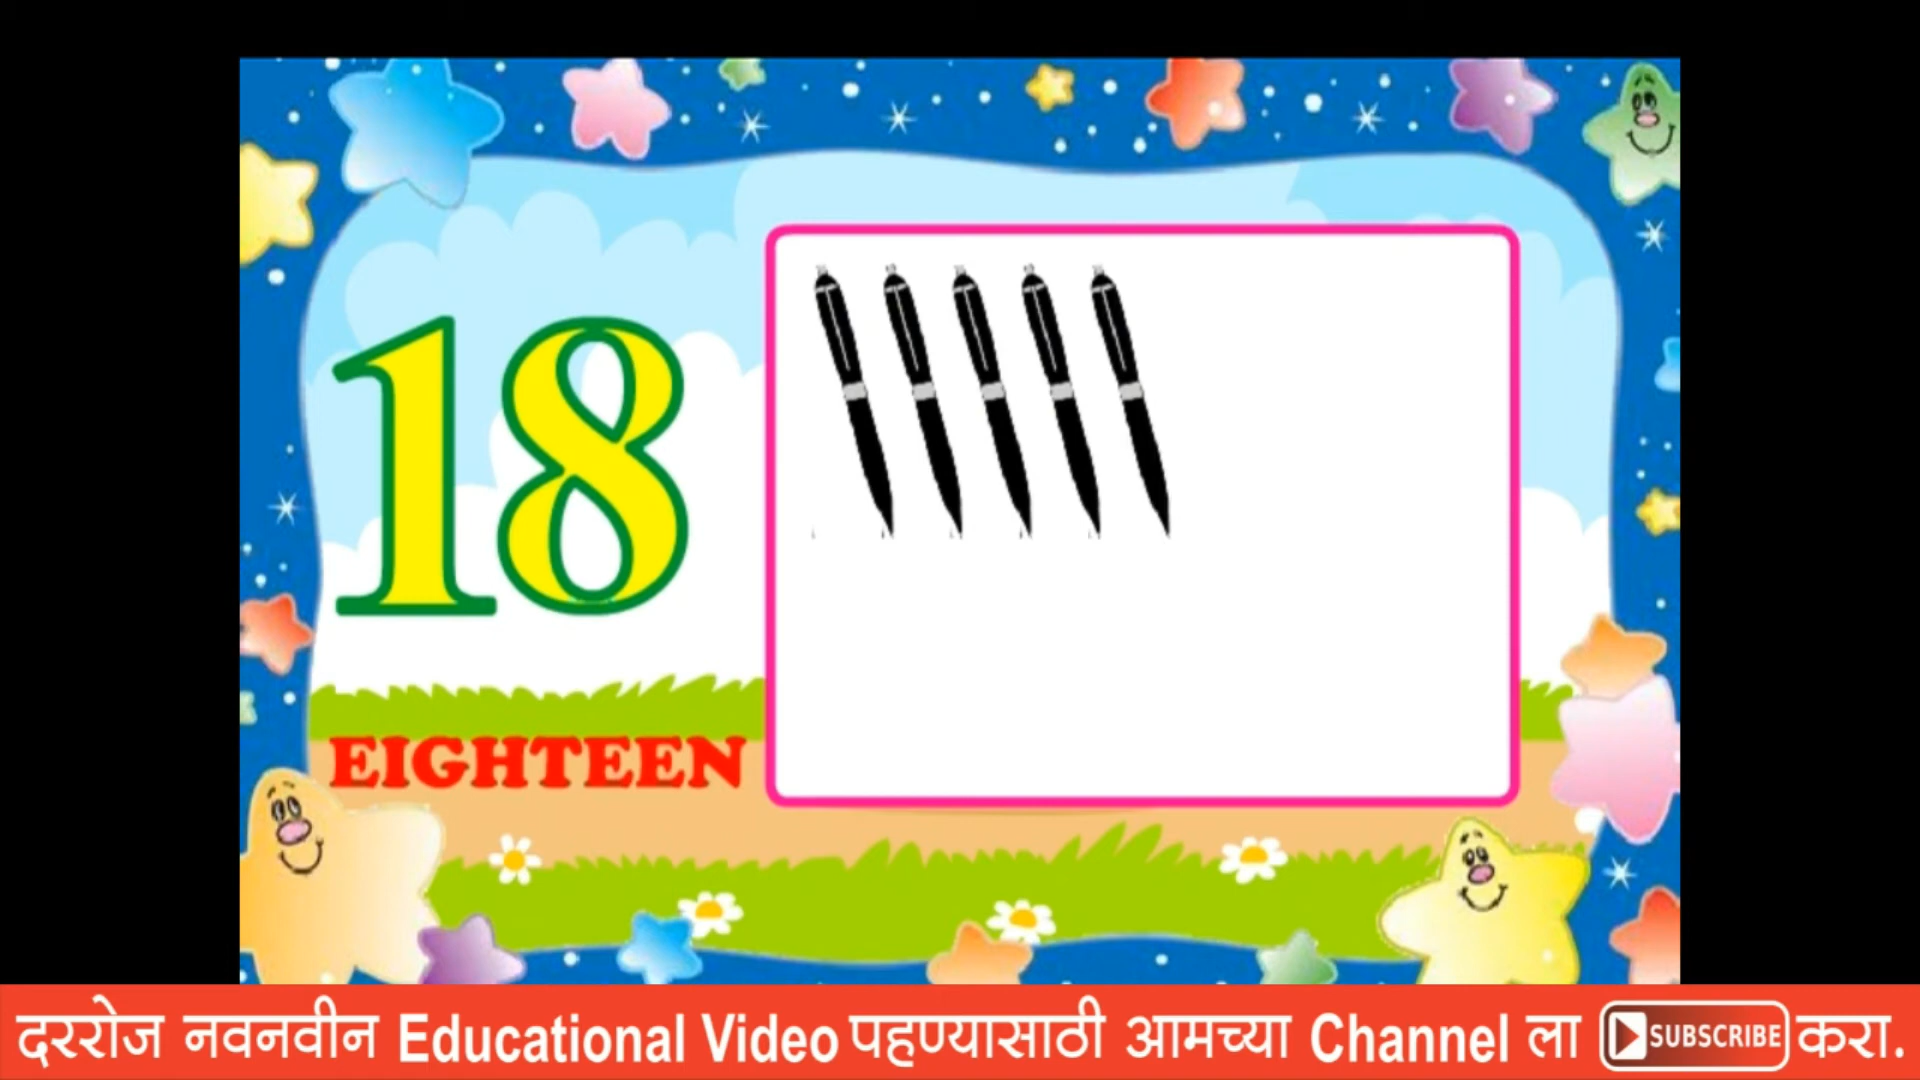 18
EIGHTEEN
दररोज नवनवीन Educational Video पहण्यासाठी आमच्या Channel ला SUBSCRIBE करा.